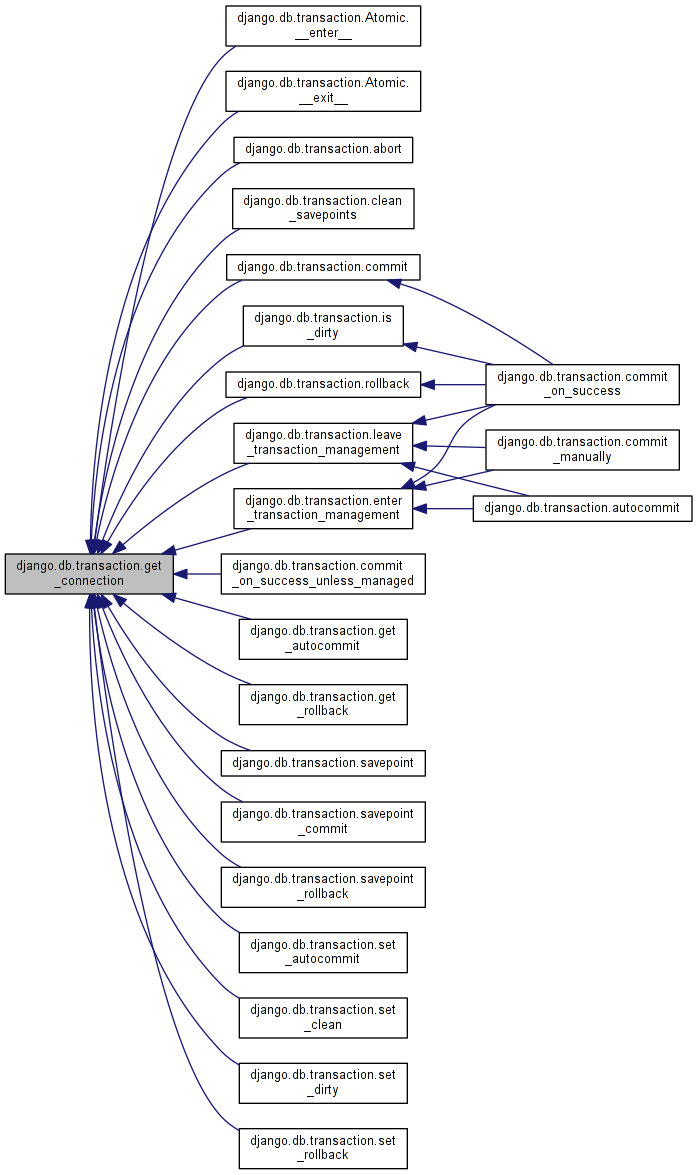 django.db.transaction.Atomic.
__enter__
django.db.transaction.Atomic.
__exit__
django.db.transaction.abort
django.db.transaction.clean
_savepoints
django.db.transaction.commit
django.db.transaction.is
_dirty
django.db.transaction.rollback
django.db.transaction.commit
_on_success
django.db.transaction.leave
_transaction_management
django.db.transaction.commit
_manually
django.db.transaction.enter
_transaction_management
django.db.transaction.autocommit
django.db.transaction.get
_connection
django.db.transaction.commit
_on_success_unless_managed
django.db.transaction.get
_autocommit
django.db.transaction.get
_rollback
django.db.transaction.savepoint
django.db.transaction.savepoint
_commit
django.db.transaction.savepoint
_rollback
django.db.transaction.set
_autocommit
django.db.transaction.set
_clean
django.db.transaction.set
_dirty
django.db.transaction.set
_rollback